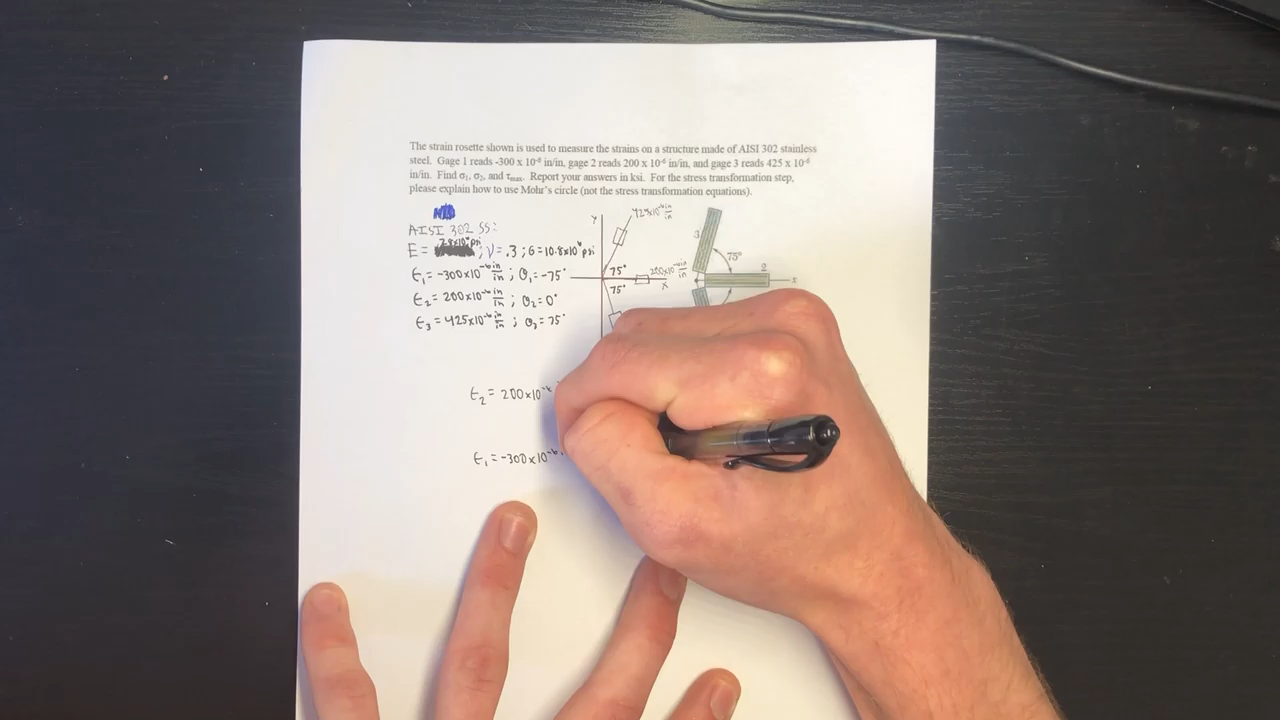 The strain rosette shown is used to measure the strains on a structure made of AISI 302 stainless
steel. Gage 1 reads -300 x 10⁻⁶ in/in, gage 2 reads 200 x 10⁻⁶ in/in, and gage 3 reads 425 x 10⁻⁶
in/in. Find σ₁, σ₂, and τₘₐₓ. Report your answers in ksi. For the stress transformation step,
please explain how to use Mohr's circle (not the stress transformation equations).
AISI 302 SS:
E = psi ; ν = .3 ; G = 10.8x10⁶ psi
ϵ₁ = -300x10⁻⁶ in/in ; θ₁ = -75°
ϵ₂ = 200x10⁻⁶ in/in ; θ₂ = 0°
ϵ₃ = 425x10⁻⁶ in/in ; θ₃ = 75°
y
425x10⁻⁶ in/in
75°
200x10⁻⁶ in/in
x
75°
3
75°
2
x
ϵ₂ = 200x10⁻⁶
ϵ₁ = -300x10⁻⁶